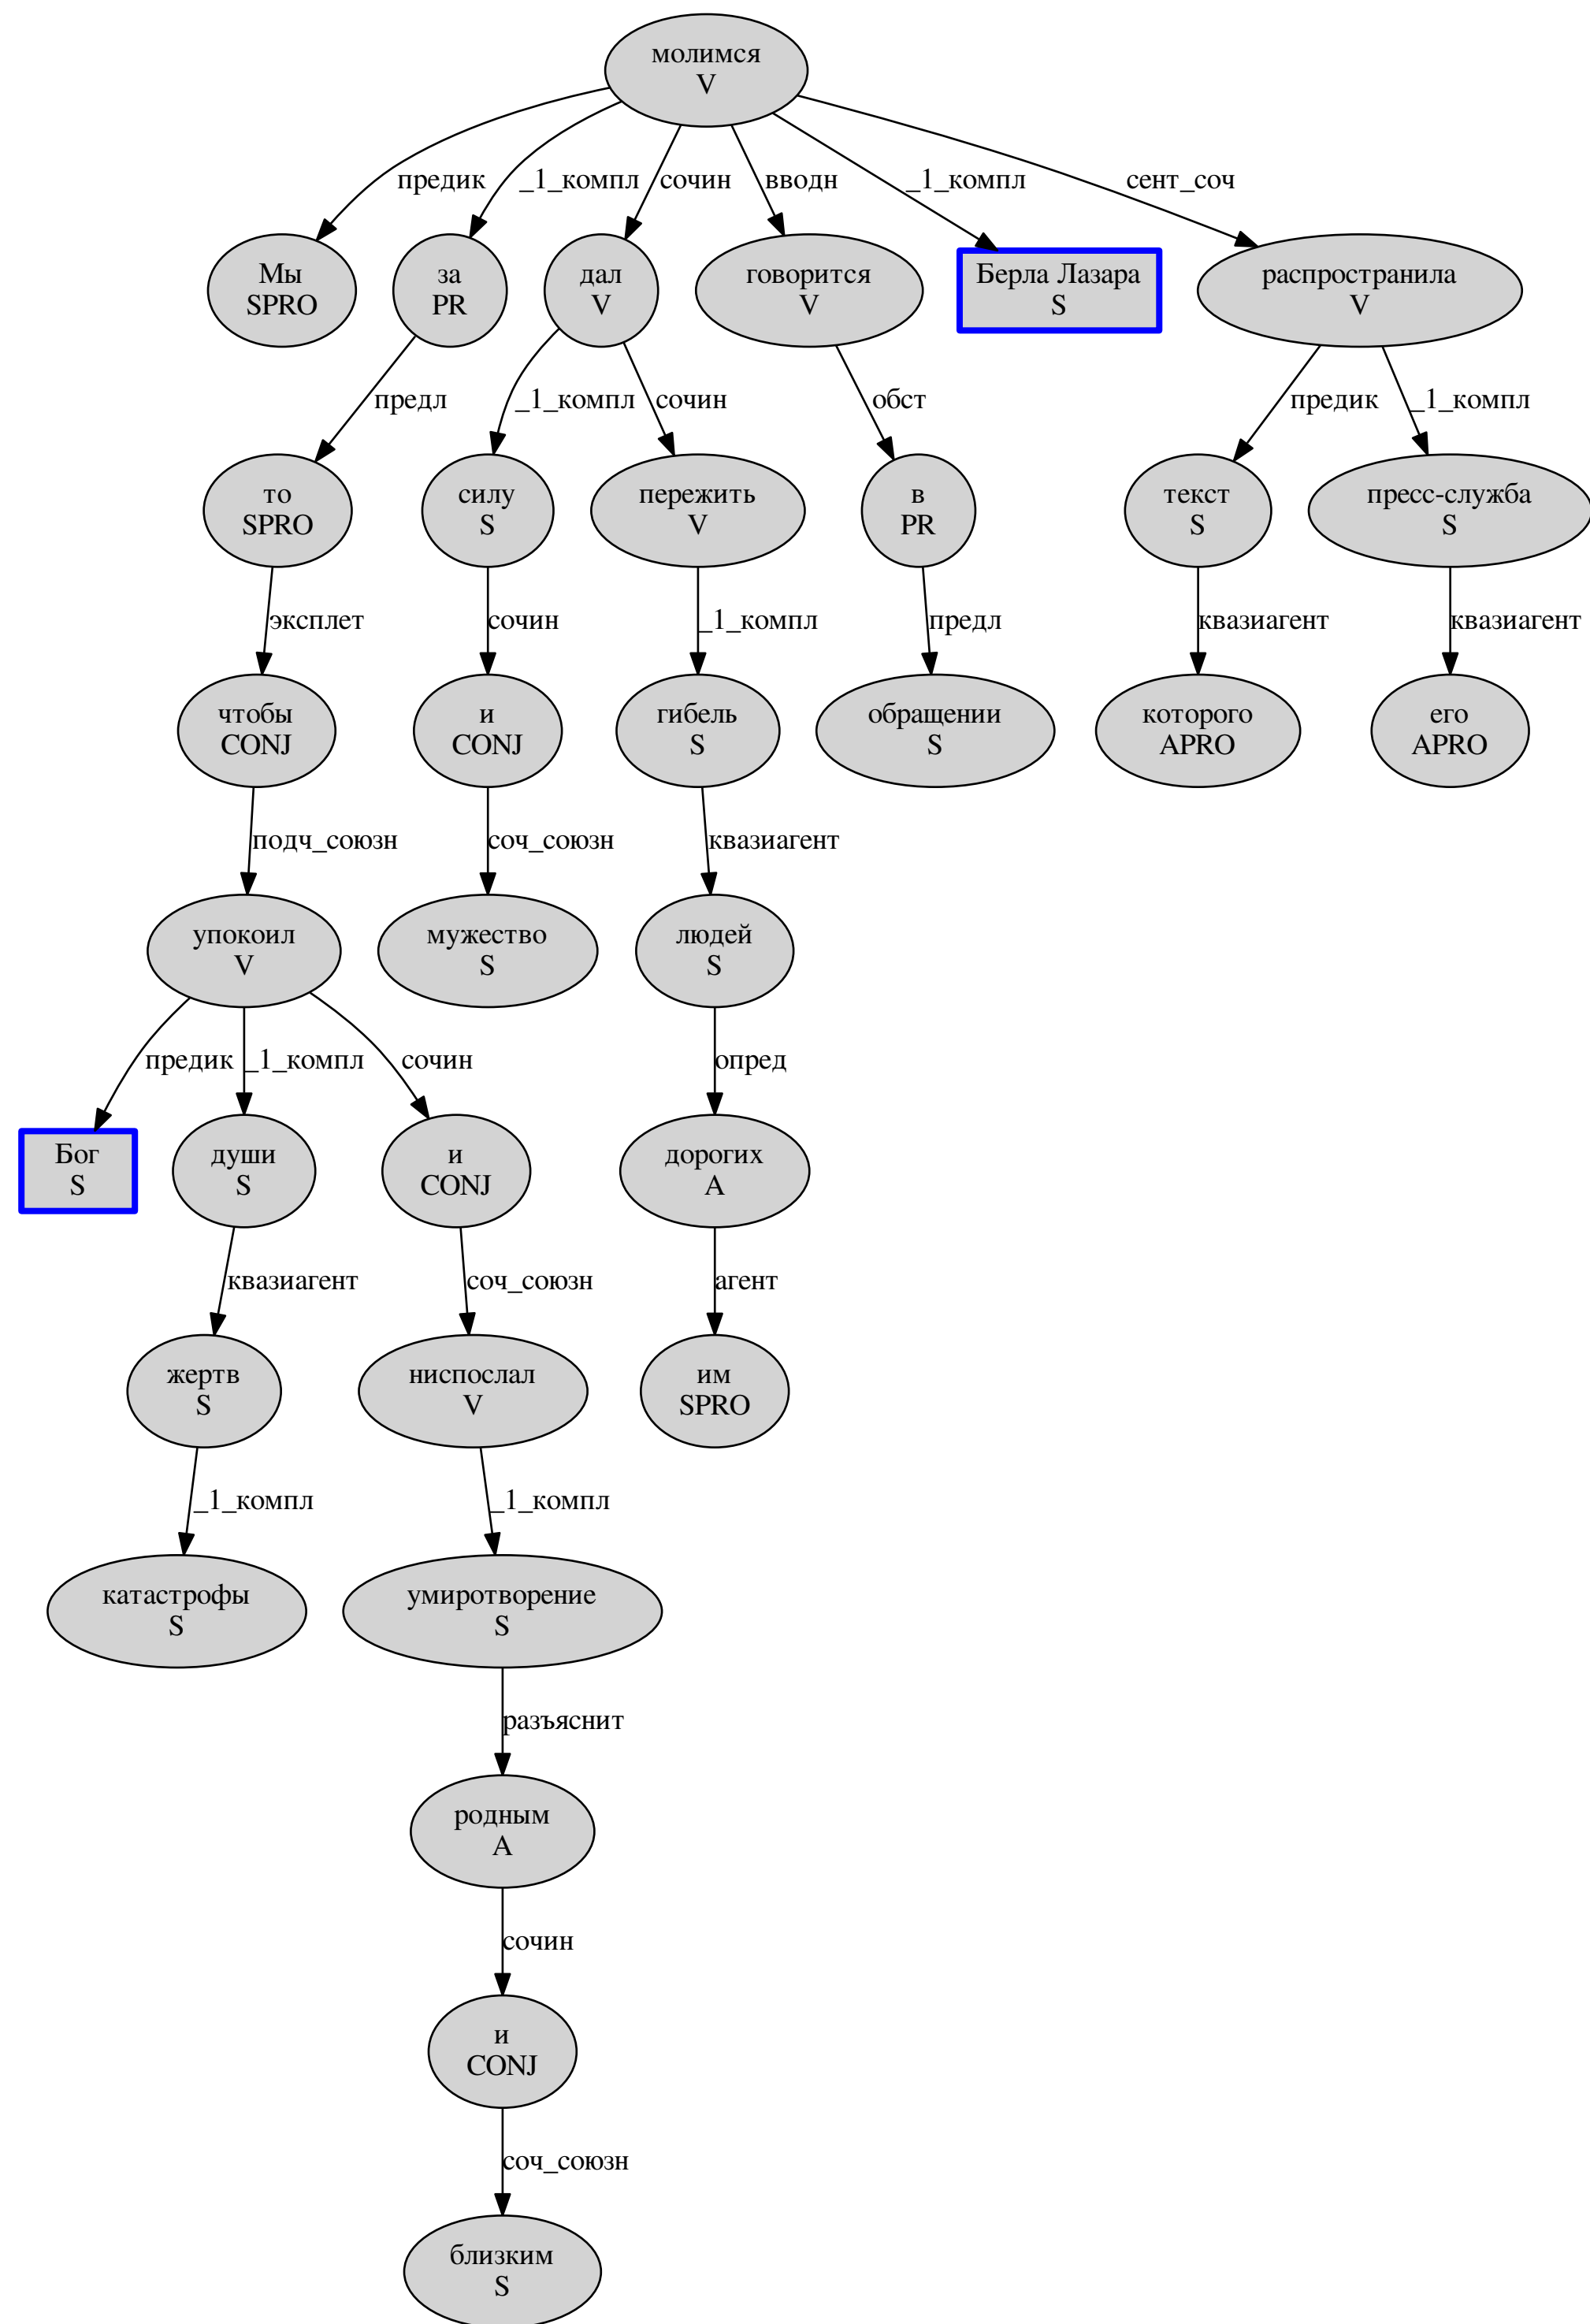 молимся
V
предик
_1_компл
сочин
вводн
_1_компл
сент_соч
Мы
SPRO
за
PR
дал
V
говорится
V
Берла Лазара
S
распространила
V
предл
_1_компл
сочин
обст
предик
_1_компл
то
SPRO
силу
S
пережить
V
в
PR
текст
S
пресс-служба
S
эксплет
сочин
_1_компл
предл
квазиагент
квазиагент
чтобы
CONJ
и
CONJ
гибель
S
обращении
S
которого
APRO
его
APRO
подч_союзн
соч_союзн
квазиагент
упокоил
V
мужество
S
людей
S
предик
_1_компл
сочин
опред
Бог
S
души
S
и
CONJ
дорогих
A
квазиагент
соч_союзн
агент
жертв
S
ниспослал
V
им
SPRO
_1_компл
_1_компл
катастрофы
S
умиротворение
S
разъяснит
родным
A
сочин
и
CONJ
соч_союзн
близким
S